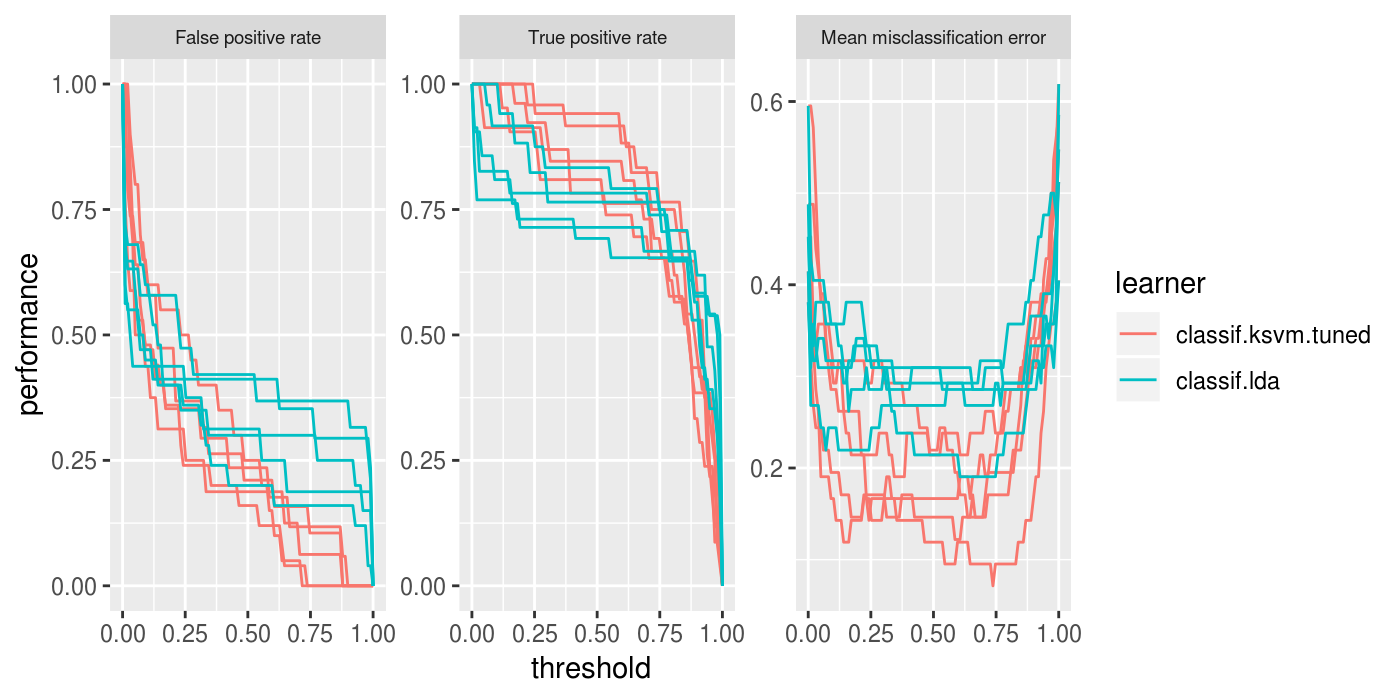 False positive rate
True positive rate
Mean misclassification error
performance
1.00
0.75
0.50
0.25
0.00
1.00
0.75
0.50
0.25
0.00
0.6
0.4
0.2
0.00 0.25 0.50 0.75 1.00
0.00 0.25 0.50 0.75 1.00
0.00 0.25 0.50 0.75 1.00
threshold
learner
classif.ksvm.tuned
classif.lda